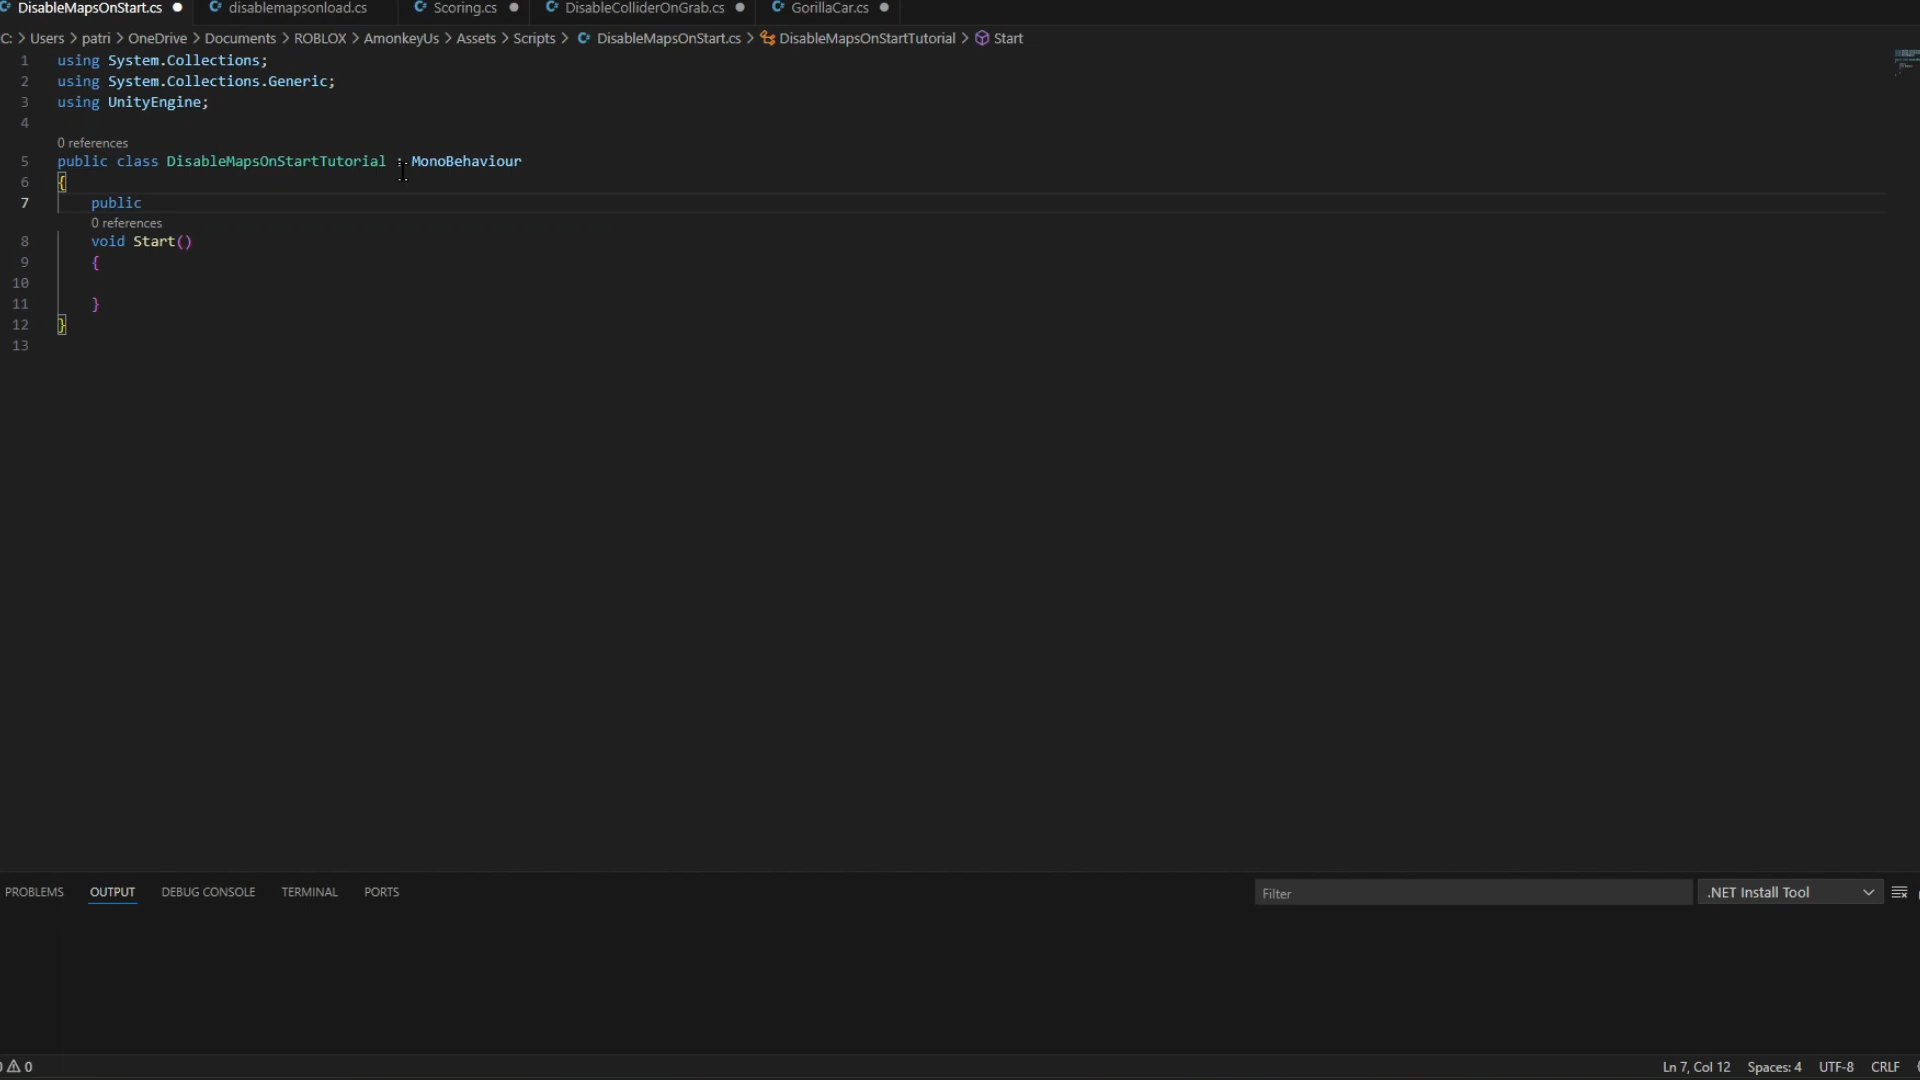 DisableMapsOnStart.cs disablemapsonload.cs Scoring.cs DisableColliderOnGrab.cs GorillaCar.cs
C: > Users > patri > OneDrive > Documents > ROBLOX > AmonkeyUs > Assets > Scripts > DisableMapsOnStart.cs > DisableMapsOnStartTutorial > Start
1 using System.Collections;
2 using System.Collections.Generic;
3 using UnityEngine;
4
0 references
5 public class DisableMapsOnStartTutorial : MonoBehaviour
6 {
7 public
0 references
8 void Start()
9 {
10
11 }
12 }
13
PROBLEMS OUTPUT DEBUG CONSOLE TERMINAL PORTS Filter .NET Install Tool
0 Ln 7, Col 12 Spaces: 4 UTF-8 CRLF